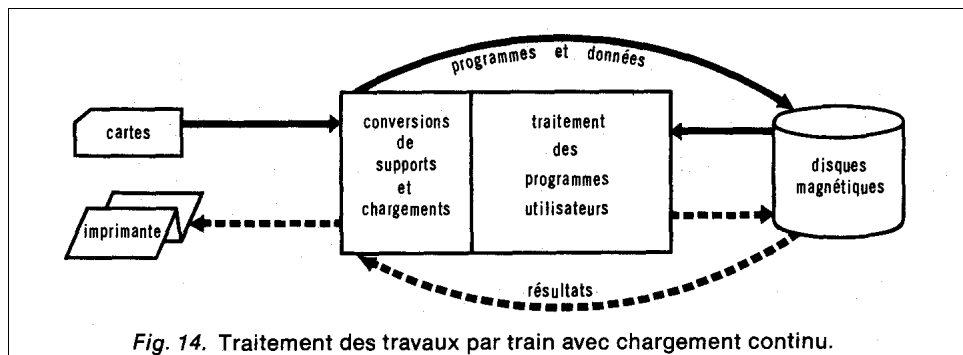 programmes et données
cartes
conversions
de
supports
et
chargements
traitement
des
programmes
utilisateurs
disques
magnétiques
imprimante
résultats
Fig. 14. Traitement des travaux par train avec chargement continu.